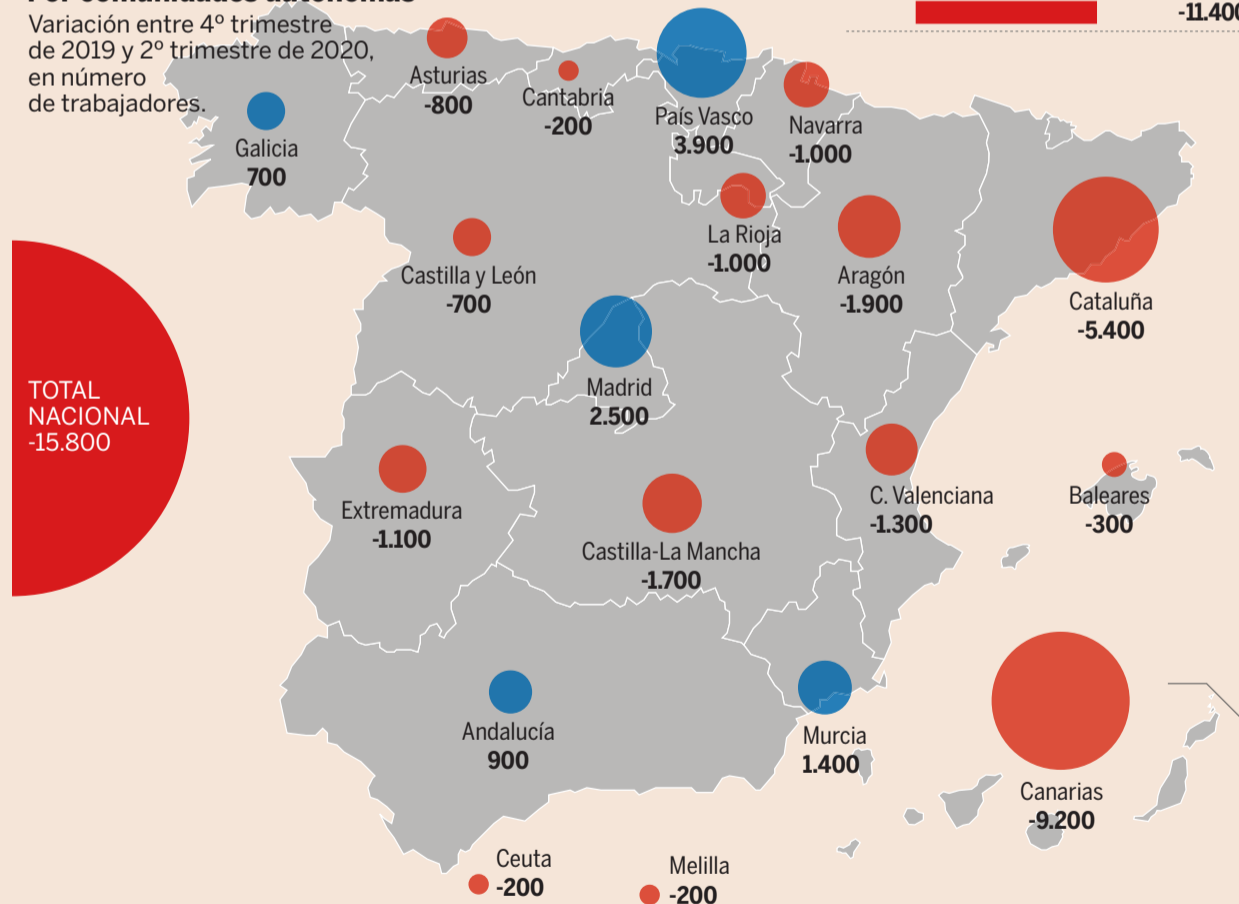 Por comunidades autónomas
Variación entre 4º trimestre
de 2019 y 2º trimestre de 2020,
en número
de trabajadores.
-11.400
Asturias
-800
Cantabria
-200
País Vasco
3.900
Navarra
-1.000
Galicia
700
La Rioja
-1.000
Castilla y León
-700
Aragón
-1.900
Cataluña
-5.400
TOTAL
NACIONAL
-15.800
Madrid
2.500
Extremadura
-1.100
Castilla-La Mancha
-1.700
C. Valenciana
-1.300
Baleares
-300
Andalucía
900
Murcia
1.400
Canarias
-9.200
Ceuta
-200
Melilla
-200